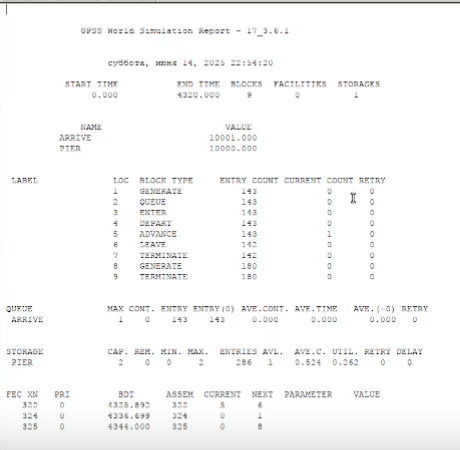 GPSS World Simulation Report - 17_3.6.1
суббота, июня 14, 2025 22:54:20
START TIME END TIME BLOCKS FACILITIES STORAGES
0.000 4320.000 9 0 1
NAME VALUE
ARRIVE 10001.000
PIER 10000.000
LABEL LOC BLOCK TYPE ENTRY COUNT CURRENT COUNT RETRY
1 GENERATE 143 0 0
2 QUEUE 143 0 0
3 ENTER 143 0 0
4 DEPART 143 0 0
5 ADVANCE 143 1 0
6 LEAVE 142 0 0
7 TERMINATE 142 0 0
8 GENERATE 180 0 0
9 TERMINATE 180 0 0
QUEUE MAX CONT. ENTRY ENTRY(0) AVE.CONT. AVE.TIME AVE.(-0) RETRY
ARRIVE 1 0 143 143 0.000 0.000 0.000 0
STORAGE CAP. REM. MIN. MAX. ENTRIES AVL. AVE.C. UTIL. RETRY DELAY
PIER 2 0 0 2 286 1 0.524 0.262 0 0
FEC XN PRI BDT ASSEM CURRENT NEXT PARAMETER VALUE
322 0 4325.892 322 5 6
324 0 4336.699 324 0 1
325 0 4344.000 325 0 8